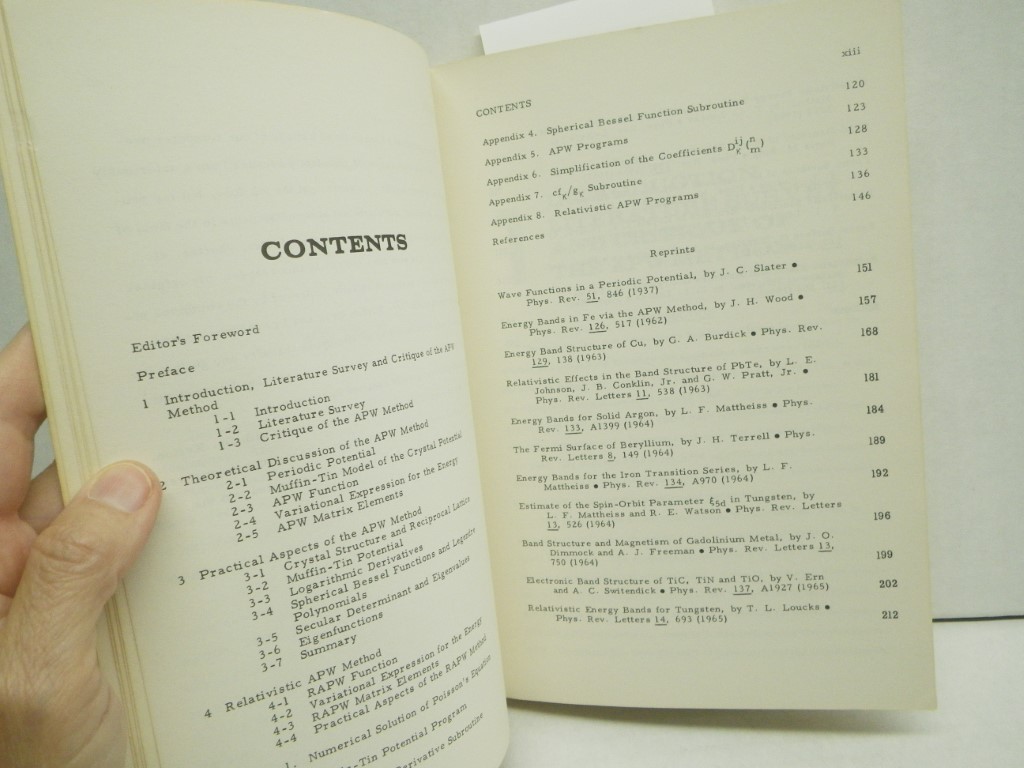 CONTENTS
Editor's Foreword
Preface
1 Introduction, Literature Survey and Critique of the APW
Method
1-1 Introduction
1-2 Literature Survey
1-3 Critique of the APW Method
2 Theoretical Discussion of the APW Method
2-1 Periodic Potential
2-2 Muffin-Tin Model of the Crystal Potential
2-3 APW Function
2-4 Variational Expression for the Energy
2-5 APW Matrix Elements
3 Practical Aspects of the APW Method
3-1 Crystal Structure and Reciprocal Lattice
3-2 Muffin-Tin Potential
3-3 Logarithmic Derivatives
3-4 Spherical Bessel Functions and Legendre
Polynomials
3-5 Secular Determinant and Eigenvalues
3-6 Eigenfunctions
3-7 Summary
4 Relativistic APW Method
4-1 RAPW Function
4-2 Variational Expression for the Energy
4-3 RAPW Matrix Elements
4-4 Practical Aspects of the RAPW Method
1. Numerical Solution of Poisson's Equation
-Tin Potential Program
Derivative Subroutine
xiii
CONTENTS
Appendix 4. Spherical Bessel Function Subroutine 120
Appendix 5. APW Programs 123
Appendix 6. Simplification of the Coefficients D^{ij}_κ(^n_m) 128
Appendix 7. cf_κ/g_κ Subroutine 133
Appendix 8. Relativistic APW Programs 136
References 146
Reprints
Wave Functions in a Periodic Potential, by J. C. Slater •
Phys. Rev. 51, 846 (1937) 151
Energy Bands in Fe via the APW Method, by J. H. Wood •
Phys. Rev. 126, 517 (1962) 157
Energy Band Structure of Cu, by G. A. Burdick • Phys. Rev.
129, 138 (1963) 168
Relativistic Effects in the Band Structure of PbTe, by L. E.
Johnson, J. B. Conklin, Jr. and G. W. Pratt, Jr. •
Phys. Rev. Letters 11, 538 (1963) 181
Energy Bands for Solid Argon, by L. F. Mattheiss • Phys.
Rev. 133, A1399 (1964) 184
The Fermi Surface of Beryllium, by J. H. Terrell • Phys.
Rev. Letters 8, 149 (1964) 189
Energy Bands for the Iron Transition Series, by L. F.
Mattheiss • Phys. Rev. 134, A970 (1964) 192
Estimate of the Spin-Orbit Parameter ξ5d in Tungsten, by
L. F. Mattheiss and R. E. Watson • Phys. Rev. Letters
13, 526 (1964) 196
Band Structure and Magnetism of Gadolinium Metal, by J. O.
Dimmock and A. J. Freeman • Phys. Rev. Letters 13,
750 (1964) 199
Electronic Band Structure of TiC, TiN and TiO, by V. Ern
and A. C. Switendick • Phys. Rev. 137, A1927 (1965) 202
Relativistic Energy Bands for Tungsten, by T. L. Loucks •
Phys. Rev. Letters 14, 693 (1965) 212